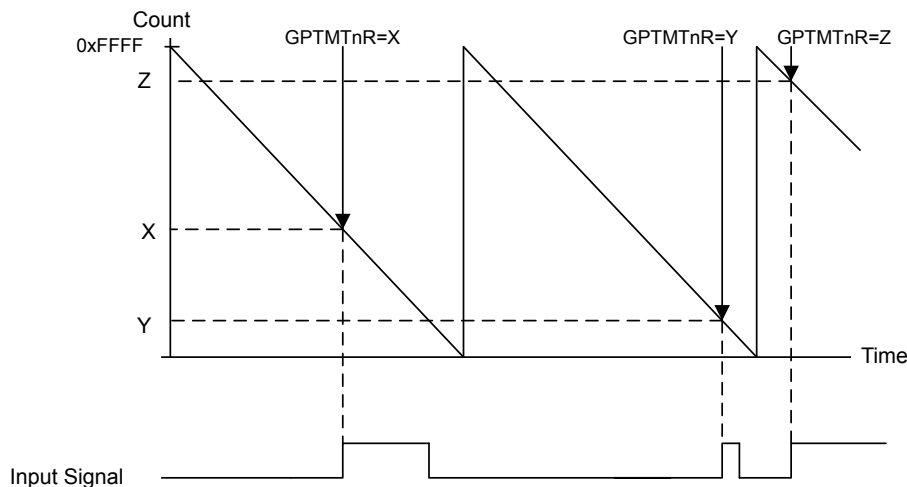 Count
0xFFFF
GPTMTnR=X
GPTMTnR=Y
GPTMTnR=Z
Z
X
Y
Time
Input Signal